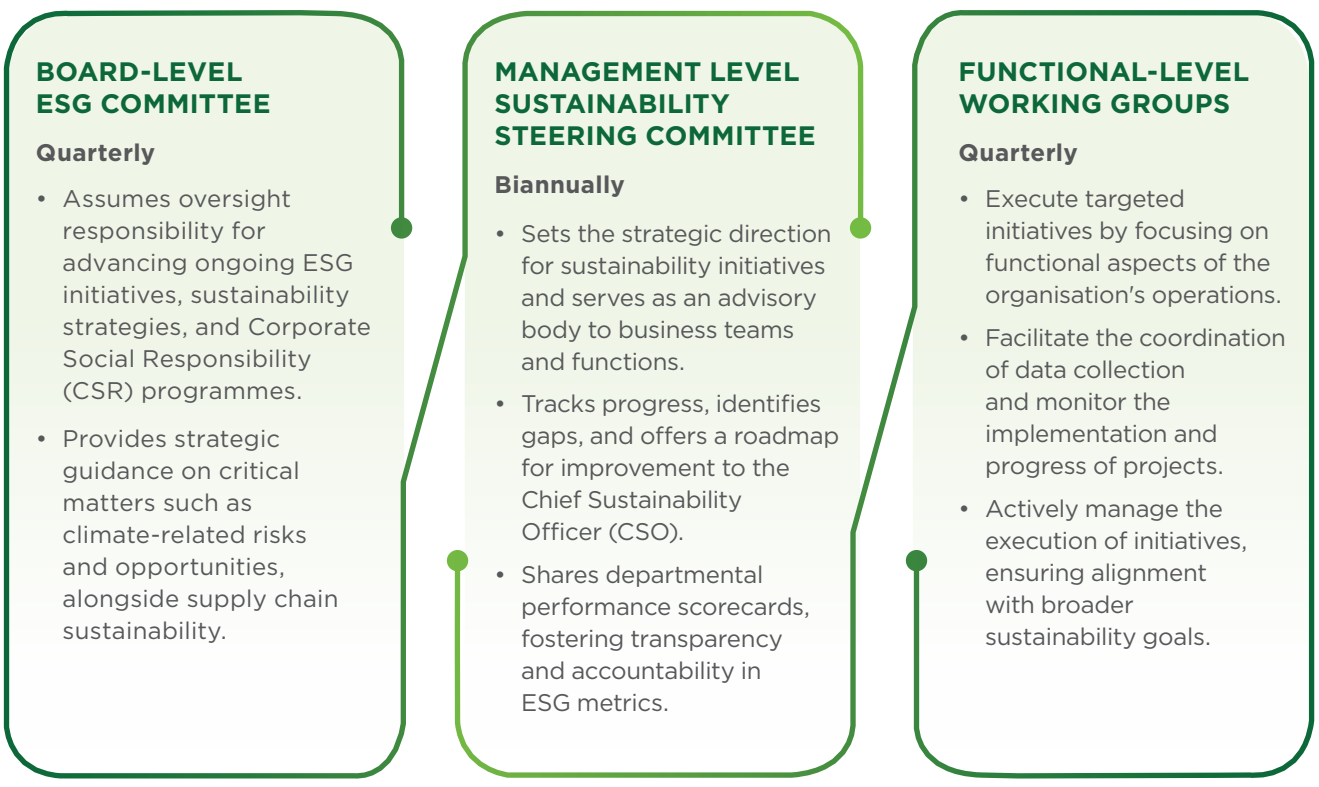 BOARD-LEVEL
ESG COMMITTEE
Quarterly
• Assumes oversight
responsibility for
advancing ongoing ESG
initiatives, sustainability
strategies, and Corporate
Social Responsibility
(CSR) programmes.
• Provides strategic
guidance on critical
matters such as
climate-related risks
and opportunities,
alongside supply chain
sustainability.
MANAGEMENT LEVEL
SUSTAINABILITY
STEERING COMMITTEE
Biannually
• Sets the strategic direction
for sustainability initiatives
and serves as an advisory
body to business teams
and functions.
• Tracks progress, identifies
gaps, and offers a roadmap
for improvement to the
Chief Sustainability
Officer (CSO).
• Shares departmental
performance scorecards,
fostering transparency
and accountability in
ESG metrics.
FUNCTIONAL-LEVEL
WORKING GROUPS
Quarterly
• Execute targeted
initiatives by focusing on
functional aspects of the
organisation's operations.
• Facilitate the coordination
of data collection
and monitor the
implementation and
progress of projects.
• Actively manage the
execution of initiatives,
ensuring alignment
with broader
sustainability goals.